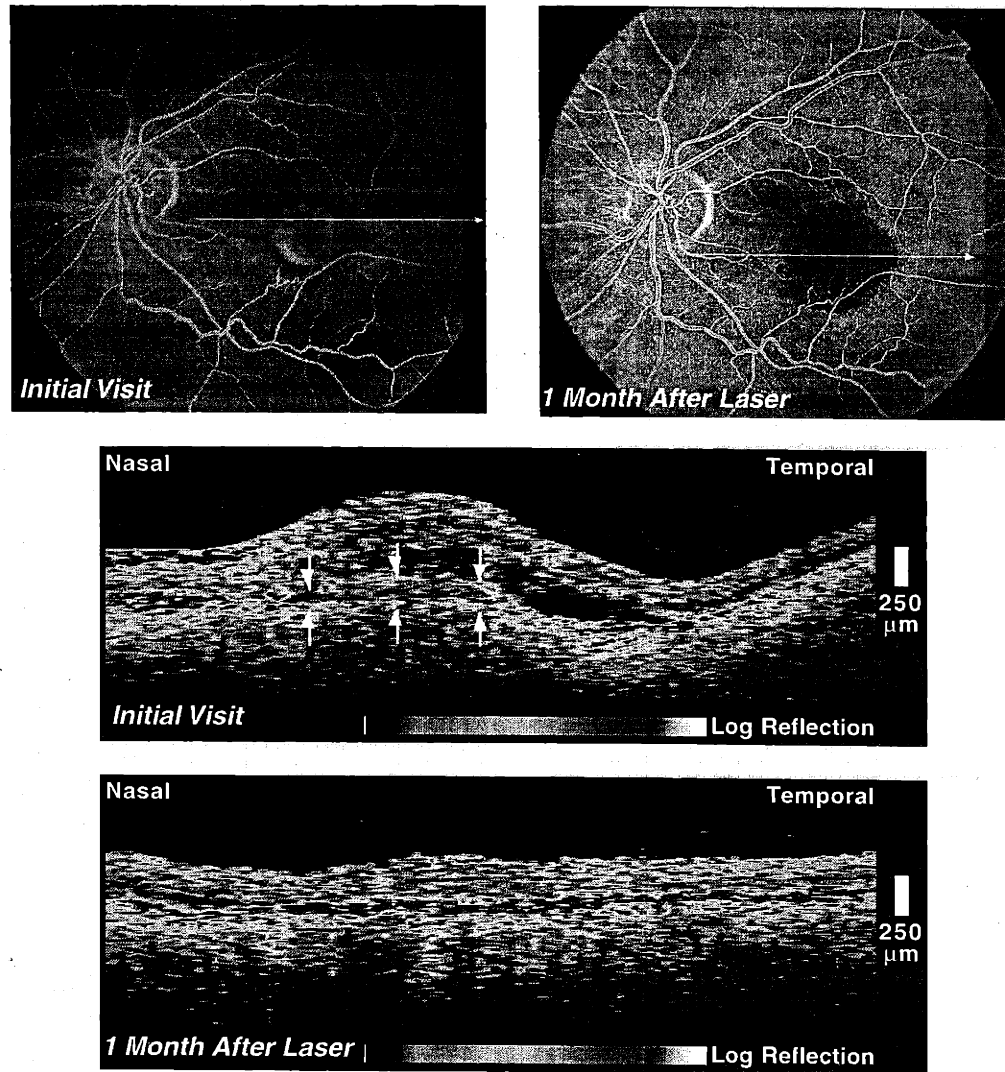 Initial Visit
1 Month After Laser
Nasal
Temporal
250
μm
Initial Visit
Log Reflection
Nasal
Temporal
250
μm
1 Month After Laser
Log Reflection